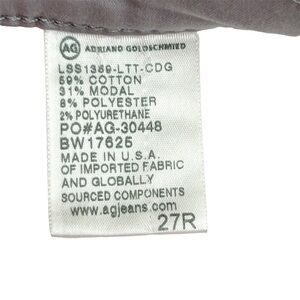 AG ADRIANO GOLDSCHMIED
LSS1389-LTT-CDG
59% COTTON
31% MODAL
8% POLYESTER
2% POLYURETHANE
PO#AG-30448
BW17625
MADE IN U.S.A.
OF IMPORTED FABRIC
AND GLOBALLY
SOURCED COMPONENTS
www.agjeans.com
27R